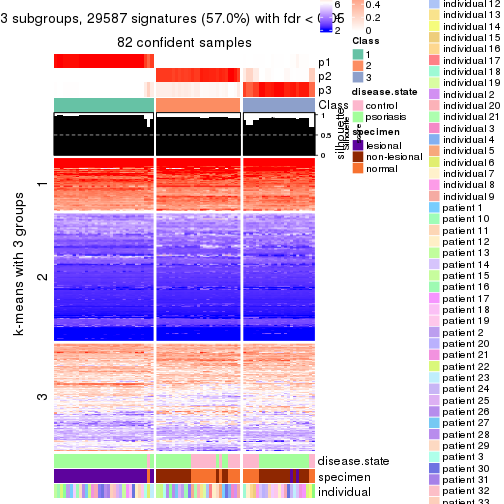 3 subgroups, 29587 signatures (57.0%) with fdr < 0.05
82 confident samples
p1
p2
p3
Class
silhouette
1
0.5
0
k-means with 3 groups
1
2
3
disease.state
specimen
individual
6
2
0.4
0
Class
1
2
3
disease.state
control
psoriasis
specimen
lesional
non-lesional
normal
individual 12
individual 13
individual 14
individual 15
individual 16
individual 17
individual 18
individual 19
individual 2
individual 20
individual 21
individual 3
individual 4
individual 5
individual 6
individual 7
individual 8
individual 9
patient 1
patient 10
patient 11
patient 12
patient 13
patient 14
patient 15
patient 16
patient 17
patient 18
patient 19
patient 2
patient 20
patient 21
patient 22
patient 23
patient 24
patient 25
patient 26
patient 27
patient 28
patient 29
patient 3
patient 30
patient 31
patient 32
patient 33